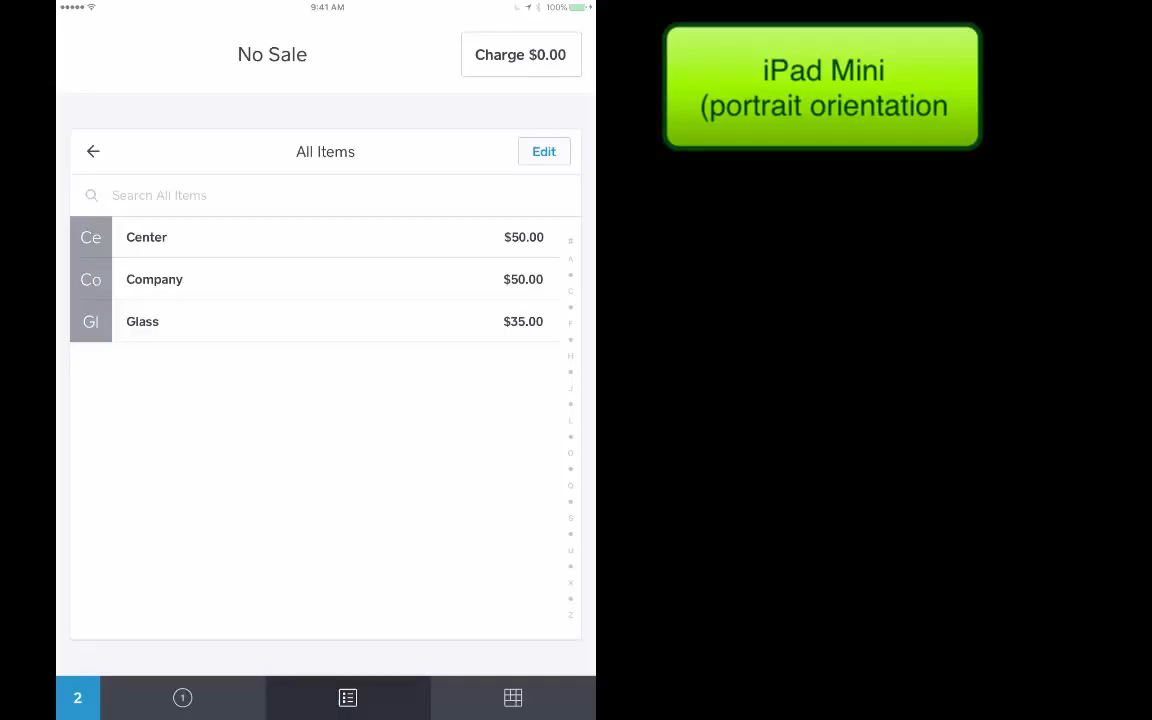 9:41 AM
100%
No Sale
Charge $0.00
All Items
Edit
Search All Items
Ce Center $50.00
Co Company $50.00
Gl Glass $35.00
#
A
C
F
H
J
L
O
Q
S
U
X
Z
2
1
iPad Mini
(portrait orientation